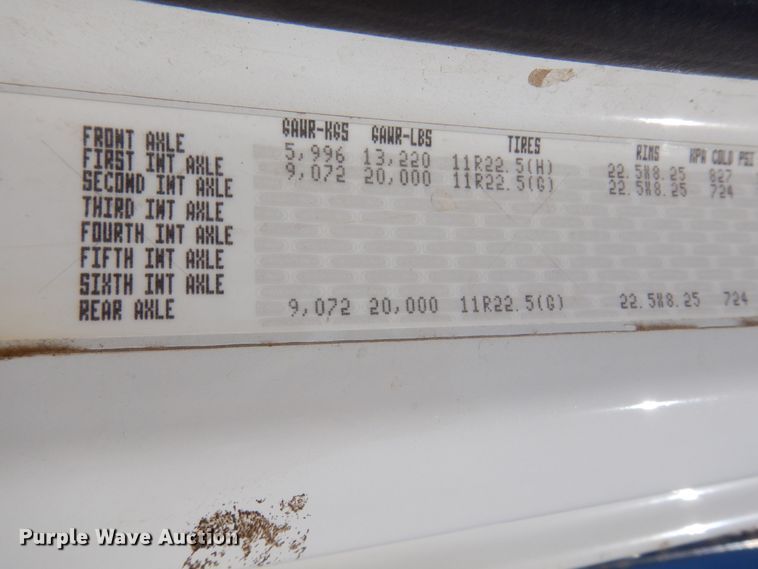 GAWR-KGS GAWR-LBS TIRES RIMS KPA COLD PSI
FRONT AXLE 5,996 13,220 11R22.5(H) 22.5X8.25 827
FIRST INT AXLE 9,072 20,000 11R22.5(G) 22.5X8.25 724
SECOND INT AXLE
THIRD INT AXLE
FOURTH INT AXLE
FIFTH INT AXLE
SIXTH INT AXLE
REAR AXLE 9,072 20,000 11R22.5(G) 22.5X8.25 724
Purple Wave Auction